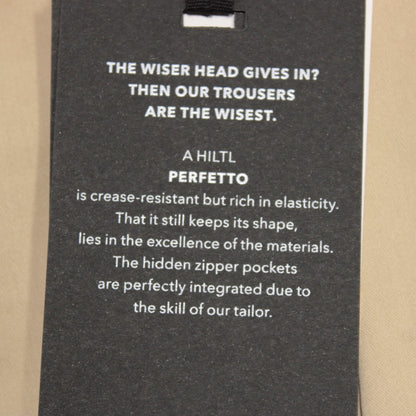 THE WISER HEAD GIVES IN?
THEN OUR TROUSERS
ARE THE WISEST.
A HILTL
PERFETTO
is crease-resistant but rich in elasticity.
That it still keeps its shape,
lies in the excellence of the materials.
The hidden zipper pockets
are perfectly integrated due to
the skill of our tailor.